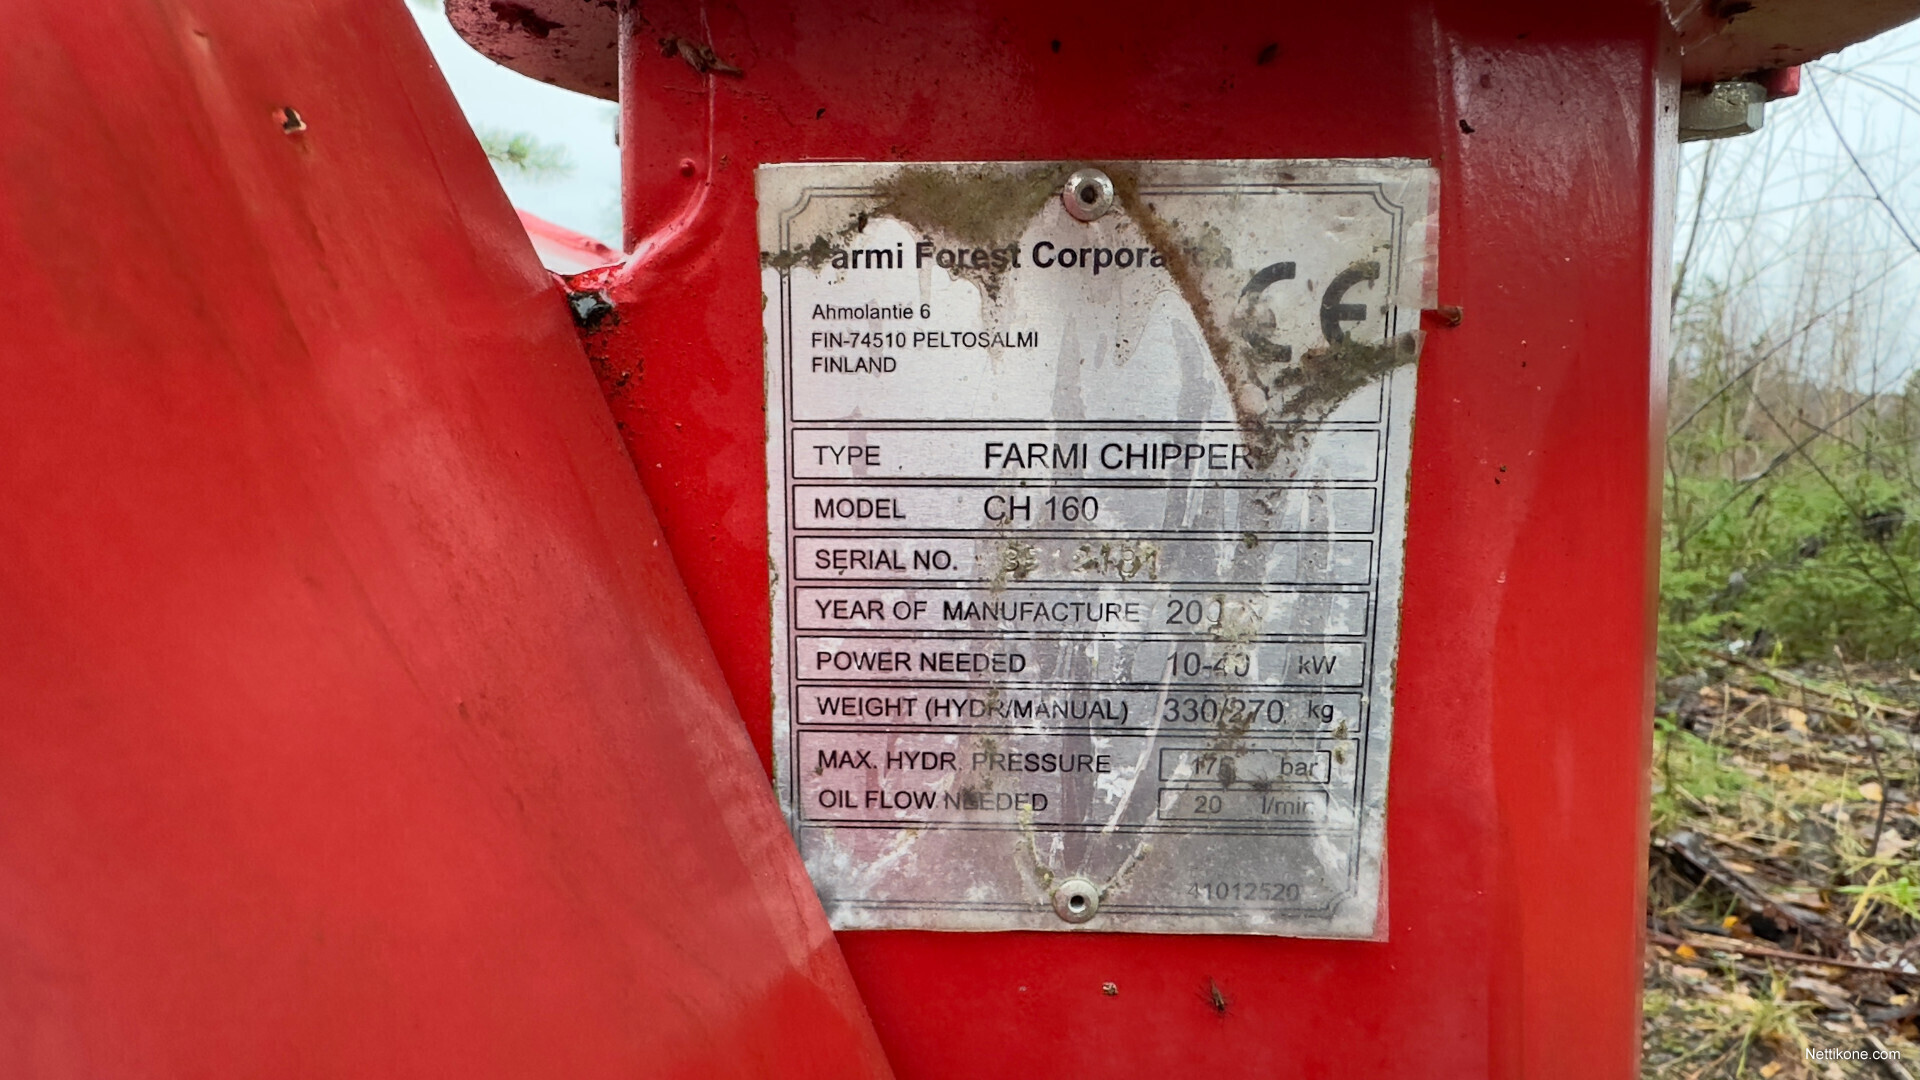 Farmi Forest Corporation
CE
Ahmolantie 6
FIN-74510 PELTOSALMI
FINLAND
TYPE FARMI CHIPPER
MODEL CH 160
SERIAL NO.
YEAR OF MANUFACTURE
POWER NEEDED 10-40 kW
WEIGHT (HYDR/MANUAL) 330/270 kg
MAX. HYDR. PRESSURE 175 bar
OIL FLOW NEEDED 20 l/min
41012520
Nettikone.com